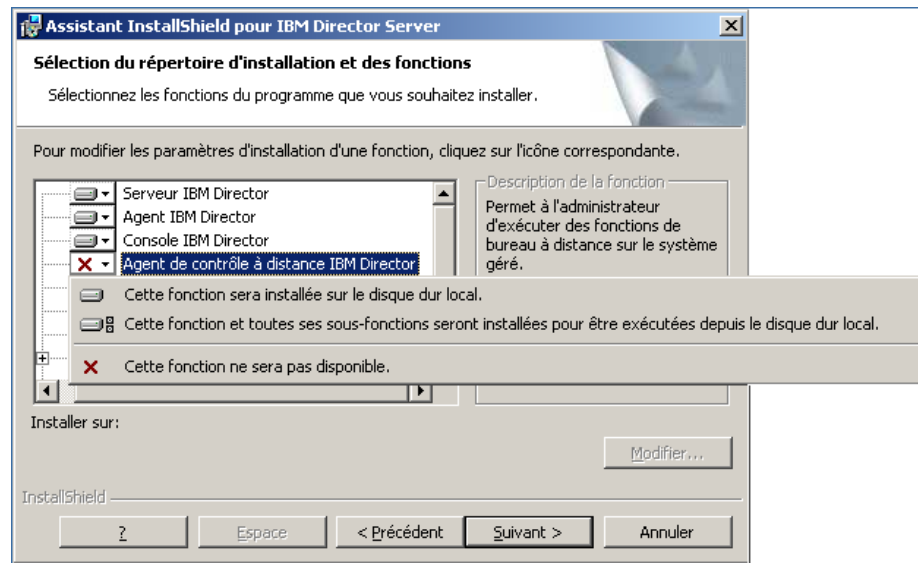 Assistant InstallShield pour IBM Director Server
Sélection du répertoire d'installation et des fonctions
Sélectionnez les fonctions du programme que vous souhaitez installer.
Pour modifier les paramètres d'installation d'une fonction, cliquez sur l'icône correspondante.
Serveur IBM Director
Agent IBM Director
Console IBM Director
Agent de contrôle à distance IBM Director
Description de la fonction
Permet à l'administrateur
d'exécuter des fonctions de
bureau à distance sur le système
géré.
Cette fonction sera installée sur le disque dur local.
Cette fonction et toutes ses sous-fonctions seront installées pour être exécutées depuis le disque dur local.
Cette fonction ne sera pas disponible.
Installer sur:
Modifier...
InstallShield
?
Espace
< Précédent
Suivant >
Annuler